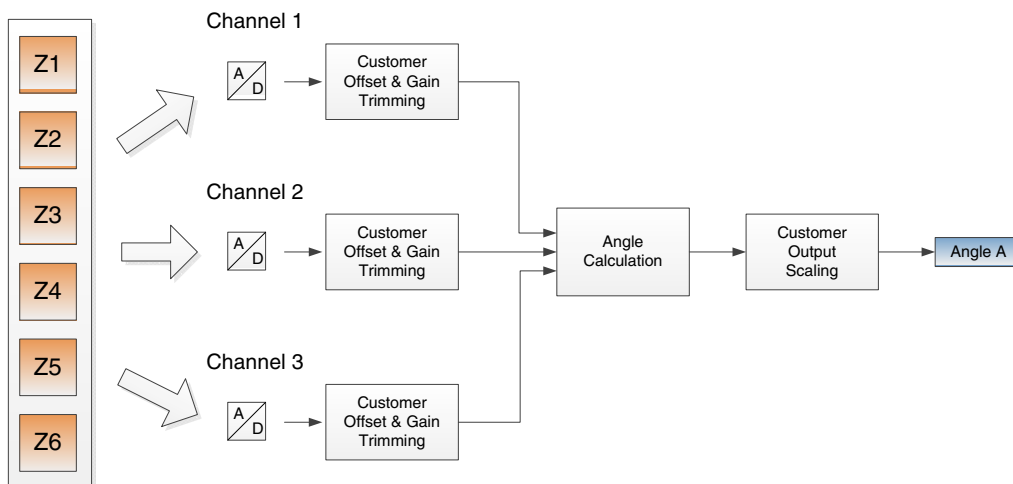 Z1
Z2
Z3
Z4
Z5
Z6
Channel 1
A
D
Customer
Offset & Gain
Trimming
Channel 2
A
D
Customer
Offset & Gain
Trimming
Channel 3
A
D
Customer
Offset & Gain
Trimming
Angle
Calculation
Customer
Output
Scaling
Angle A